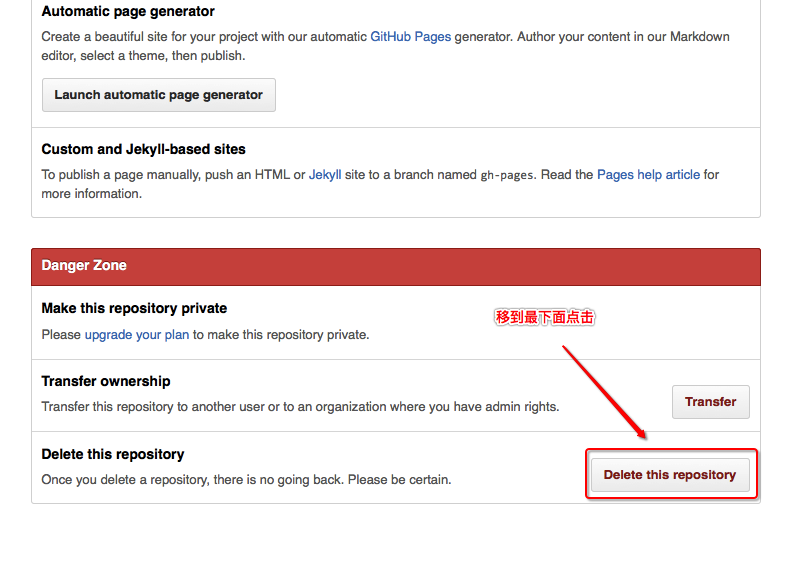 Automatic page generator
Create a beautiful site for your project with our automatic GitHub Pages generator. Author your content in our Markdown
editor, select a theme, then publish.
Launch automatic page generator
Custom and Jekyll-based sites
To publish a page manually, push an HTML or Jekyll site to a branch named gh-pages. Read the Pages help article for
more information.
Danger Zone
Make this repository private
Please upgrade your plan to make this repository private.
移到最下面点击
Transfer ownership
Transfer this repository to another user or to an organization where you have admin rights.
Transfer
Delete this repository
Once you delete a repository, there is no going back. Please be certain.
Delete this repository